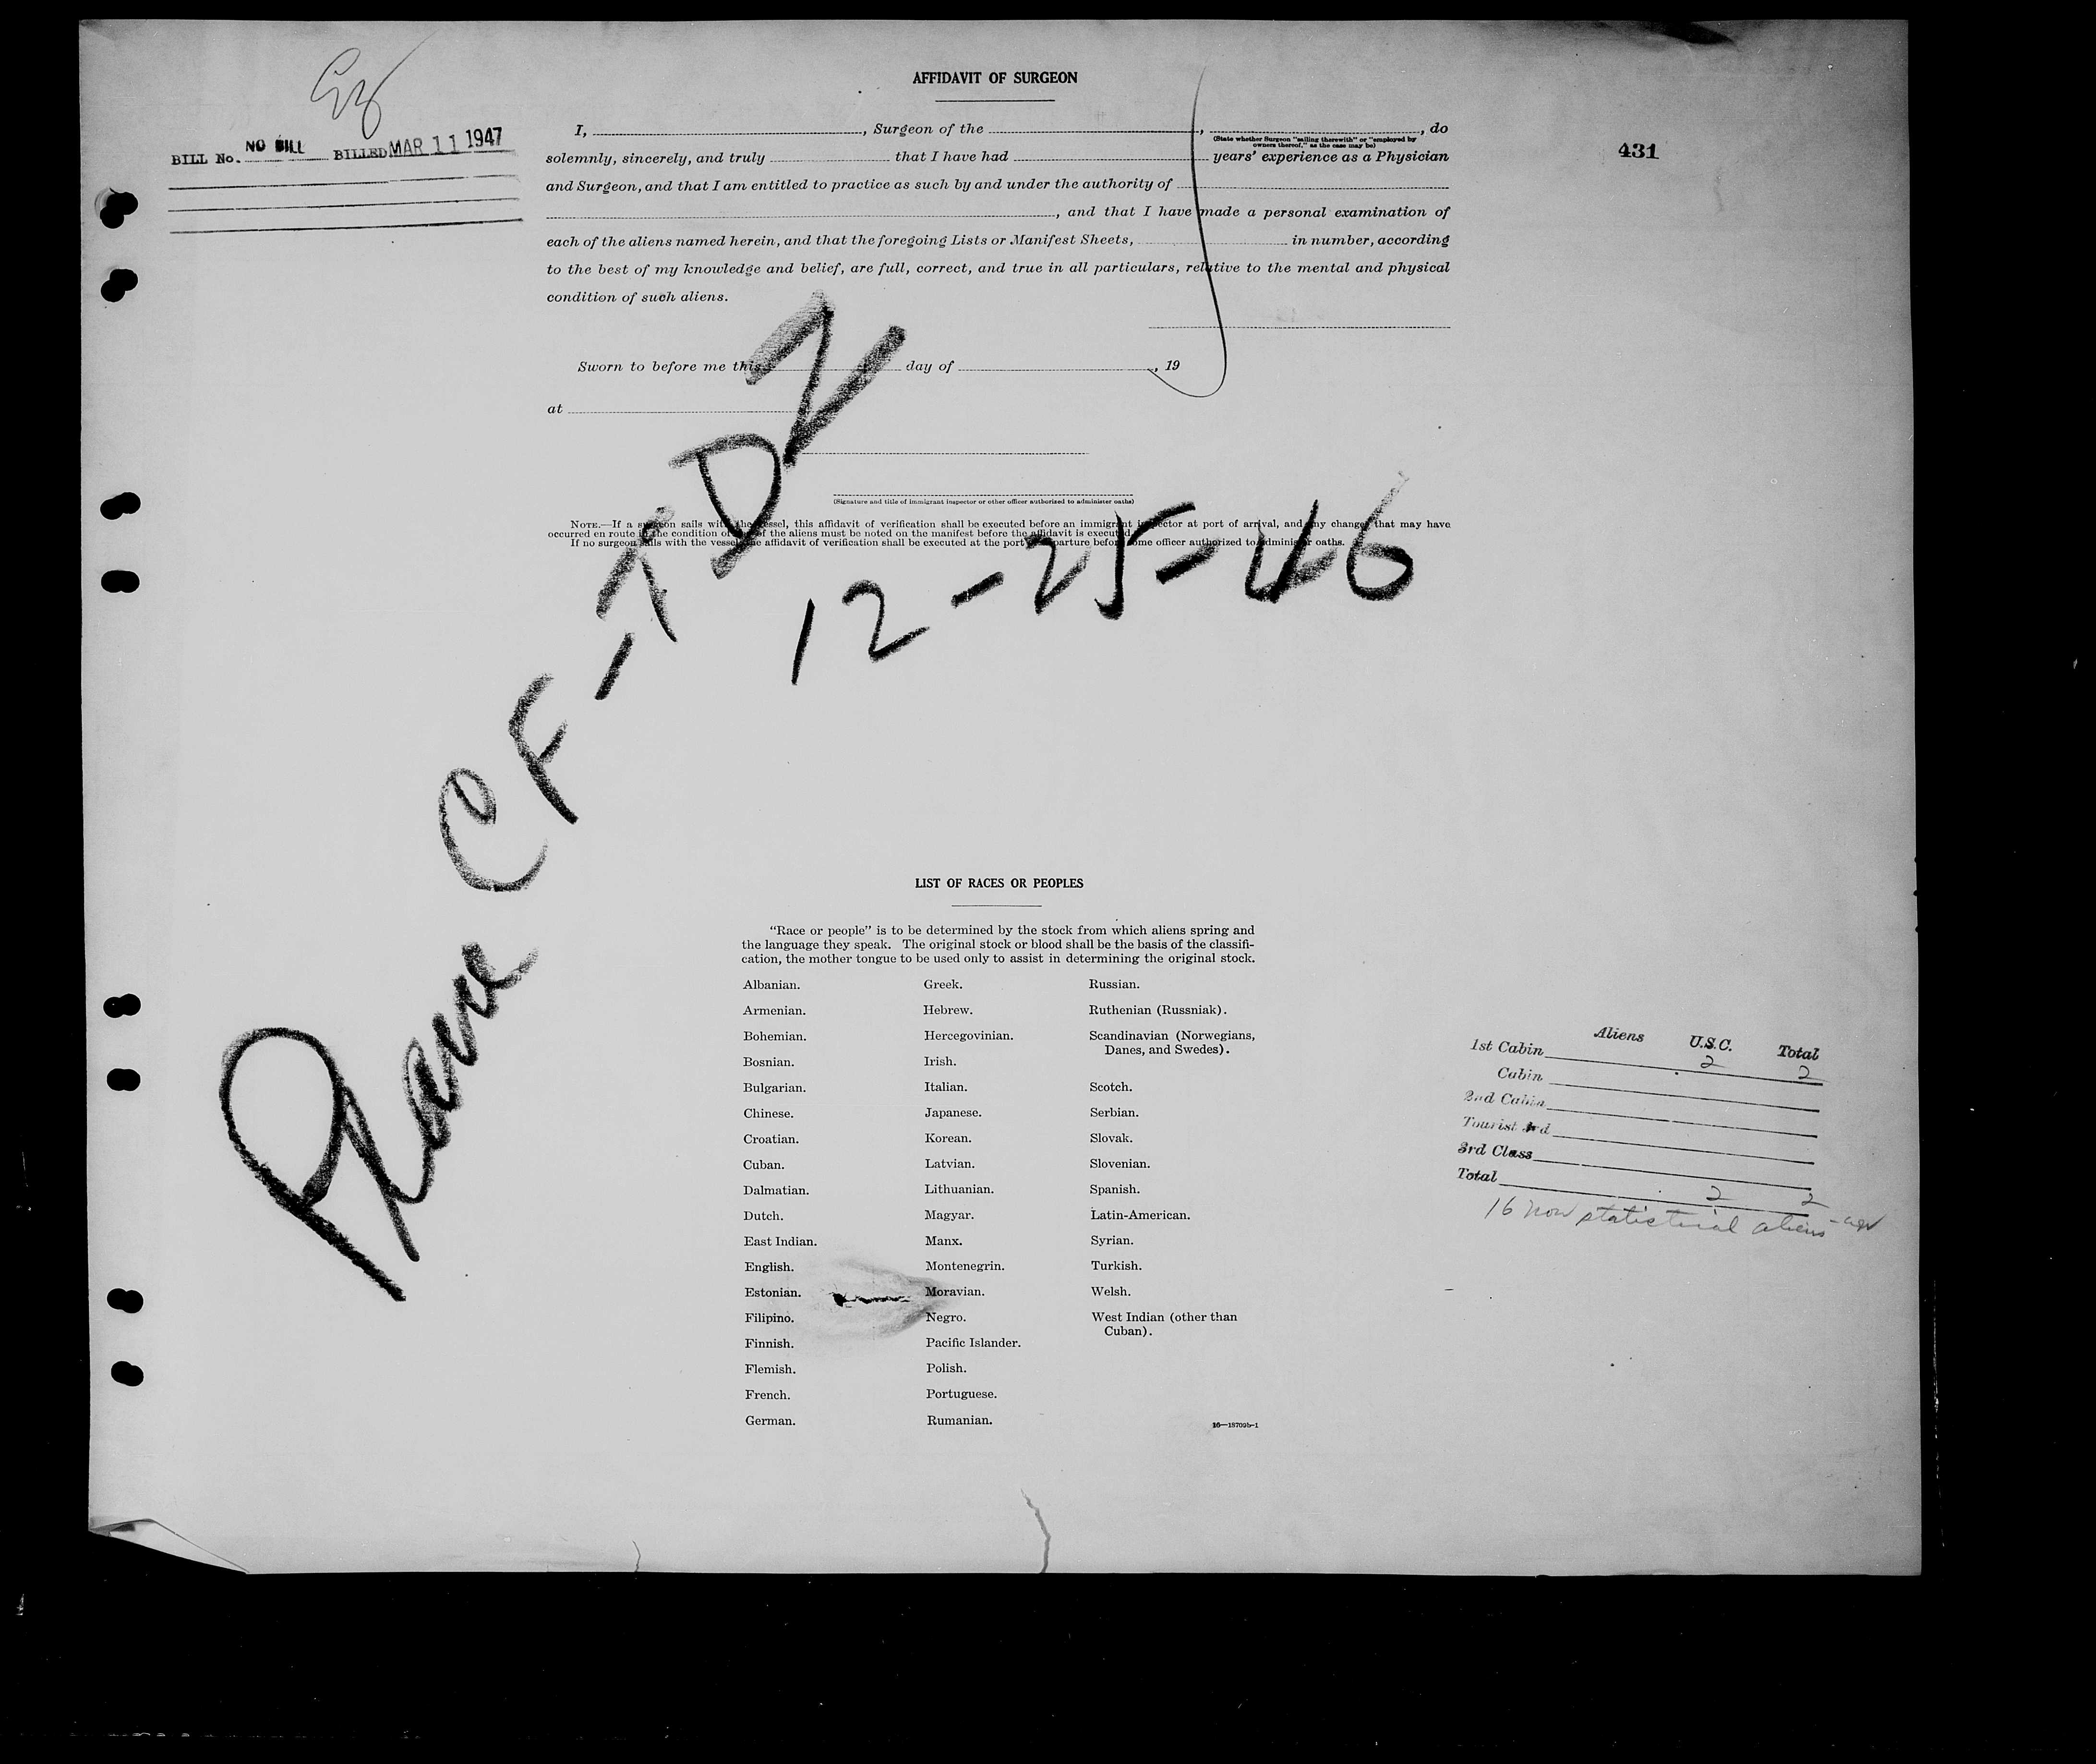 AFFIDAVIT OF SURGEON
BILL No. NO BILL BILLED MAR 11 1947
431
I, , Surgeon of the , , do
(State whether Surgeon "sailing therewith" or "employed by
owners thereof," as the case may be)
solemnly, sincerely, and truly that I have had years' experience as a Physician
and Surgeon, and that I am entitled to practice as such by and under the authority of
, and that I have made a personal examination of
each of the aliens named herein, and that the foregoing Lists or Manifest Sheets, in number, according
to the best of my knowledge and belief, are full, correct, and true in all particulars, relative to the mental and physical
condition of such aliens.
Sworn to before me this day of , 19
at
(Signature and title of immigrant inspector or other officer authorized to administer oaths)
NOTE.—If a surgeon sails with the vessel, this affidavit of verification shall be executed before an immigrant inspector at port of arrival, and any change that may have
occurred en route in the condition of any of the aliens must be noted on the manifest before the affidavit is executed.
If no surgeon sails with the vessel, the affidavit of verification shall be executed at the port of departure before some officer authorized to administer oaths.
Plane CF-TDZ
12-25-46
LIST OF RACES OR PEOPLES
"Race or people" is to be determined by the stock from which aliens spring and
the language they speak. The original stock or blood shall be the basis of the classifi-
cation, the mother tongue to be used only to assist in determining the original stock.
Albanian.
Armenian.
Bohemian.
Bosnian.
Bulgarian.
Chinese.
Croatian.
Cuban.
Dalmatian.
Dutch.
East Indian.
English.
Estonian.
Filipino.
Finnish.
Flemish.
French.
German.
Greek.
Hebrew.
Hercegovinian.
Irish.
Italian.
Japanese.
Korean.
Latvian.
Lithuanian.
Magyar.
Manx.
Montenegrin.
Moravian.
Negro.
Pacific Islander.
Polish.
Portuguese.
Rumanian.
Russian.
Ruthenian (Russniak).
Scandinavian (Norwegians,
Danes, and Swedes).
Scotch.
Serbian.
Slovak.
Slovenian.
Spanish.
Latin-American.
Syrian.
Turkish.
Welsh.
West Indian (other than
Cuban).
16—18709b-1
Aliens U.S.C. Total
1st Cabin 2 2
Cabin
2nd Cabin
Tourist 3rd
3rd Class
Total 2 2
16 non statistical aliens